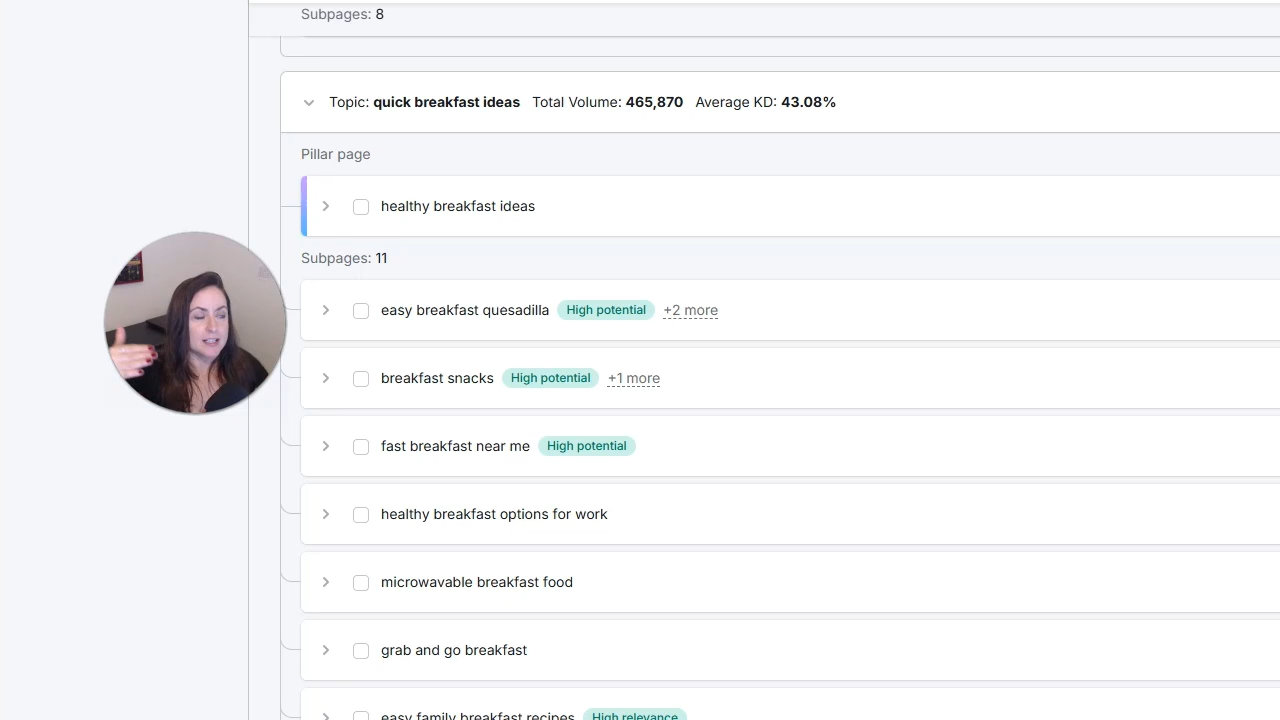 Subpages: 8
Topic: quick breakfast ideas Total Volume: 465,870 Average KD: 43.08%
Pillar page
healthy breakfast ideas
Subpages: 11
easy breakfast quesadilla High potential +2 more
breakfast snacks High potential +1 more
fast breakfast near me High potential
healthy breakfast options for work
microwavable breakfast food
grab and go breakfast
easy family breakfast recipes High relevance